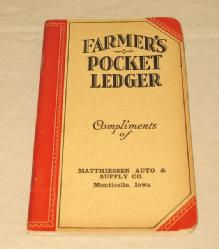 FARMER'S
POCKET
LEDGER
Compliments
of
MATTHIESSEN AUTO &
SUPPLY CO.
Monticello, Iowa